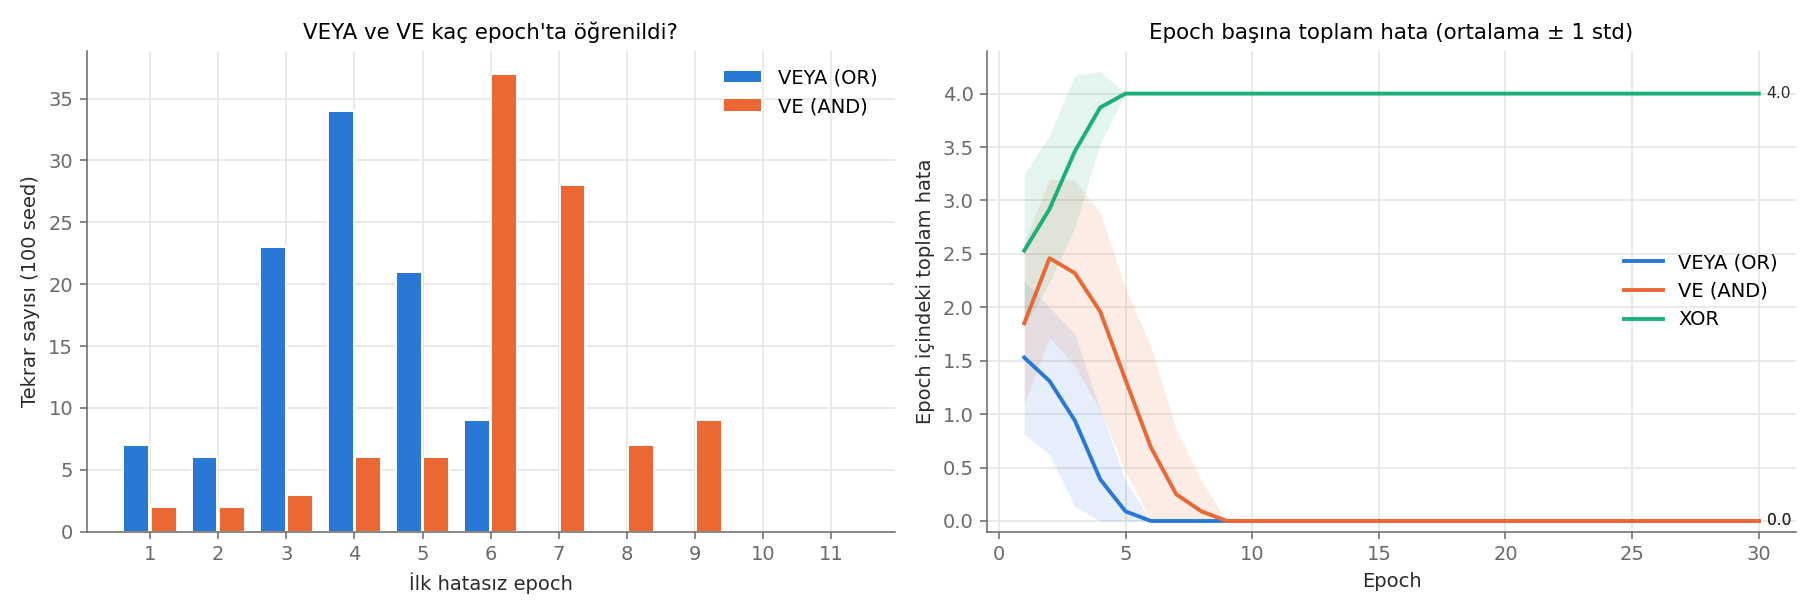 VEYA ve VE kaç epoch'ta öğrenildi?
VEYA (OR)
VE (AND)
Tekrar sayısı (100 seed)
35
30
25
20
15
10
5
0
1 2 3 4 5 6 7 8 9 10 11
İlk hatasız epoch
Epoch başına toplam hata (ortalama ± 1 std)
Epoch içindeki toplam hata
4.0
3.5
3.0
2.5
2.0
1.5
1.0
0.5
0.0
4.0
VEYA (OR)
VE (AND)
XOR
0.0
0 5 10 15 20 25 30
Epoch